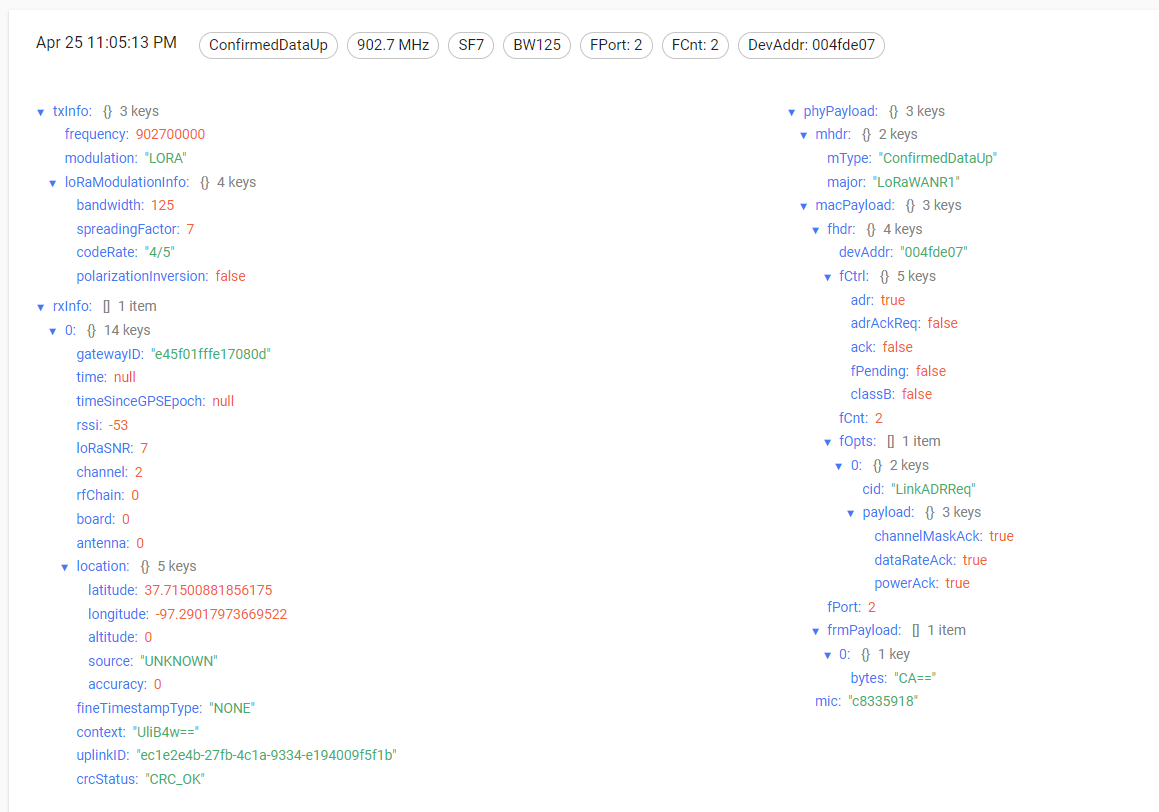 Apr 25 11:05:13 PM ConfirmedDataUp 902.7 MHz SF7 BW125 FPort: 2 FCnt: 2 DevAddr: 004fde07
▼ txInfo: {} 3 keys
frequency: 902700000
modulation: "LORA"
▼ loRaModulationInfo: {} 4 keys
bandwidth: 125
spreadingFactor: 7
codeRate: "4/5"
polarizationInversion: false
▼ rxInfo: [] 1 item
▼ 0: {} 14 keys
gatewayID: "e45f01fffe17080d"
time: null
timeSinceGPSEpoch: null
rssi: -53
loRaSNR: 7
channel: 2
rfChain: 0
board: 0
antenna: 0
▼ location: {} 5 keys
latitude: 37.71500881856175
longitude: -97.29017973669522
altitude: 0
source: "UNKNOWN"
accuracy: 0
fineTimestampType: "NONE"
context: "UliB4w=="
uplinkID: "ec1e2e4b-27fb-4c1a-9334-e194009f5f1b"
crcStatus: "CRC_OK"
▼ phyPayload: {} 3 keys
▼ mhdr: {} 2 keys
mType: "ConfirmedDataUp"
major: "LoRaWANR1"
▼ macPayload: {} 3 keys
▼ fhdr: {} 4 keys
devAddr: "004fde07"
▼ fCtrl: {} 5 keys
adr: true
adrAckReq: false
ack: false
fPending: false
classB: false
fCnt: 2
▼ fOpts: [] 1 item
▼ 0: {} 2 keys
cid: "LinkADRReq"
▼ payload: {} 3 keys
channelMaskAck: true
dataRateAck: true
powerAck: true
fPort: 2
▼ frmPayload: [] 1 item
▼ 0: {} 1 key
bytes: "CA=="
mic: "c8335918"